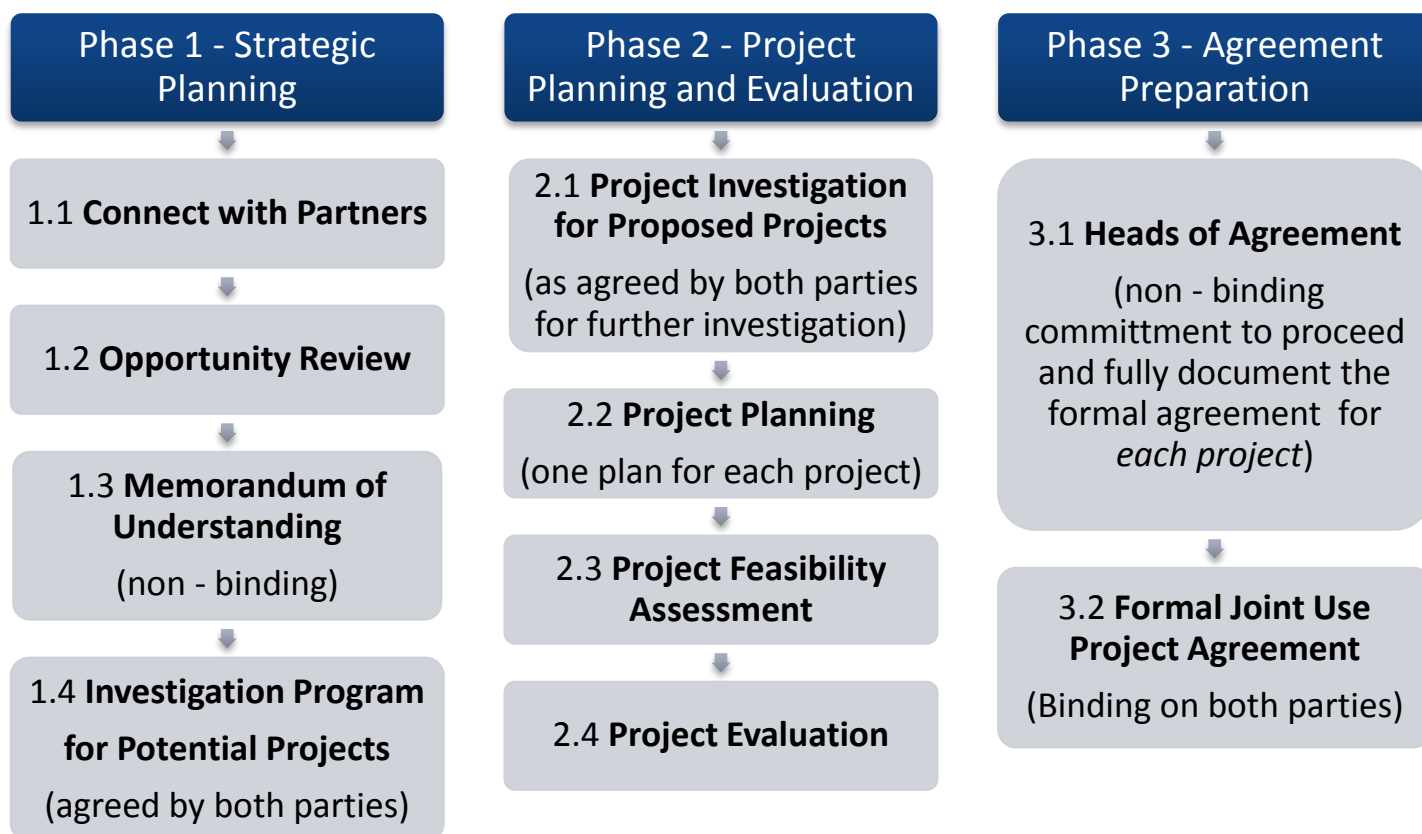 Phase 1 - Strategic
Planning
1.1 Connect with Partners
1.2 Opportunity Review
1.3 Memorandum of
Understanding
(non - binding)
1.4 Investigation Program
for Potential Projects
(agreed by both parties)
Phase 2 - Project
Planning and Evaluation
2.1 Project Investigation
for Proposed Projects
(as agreed by both parties
for further investigation)
2.2 Project Planning
(one plan for each project)
2.3 Project Feasibility
Assessment
2.4 Project Evaluation
Phase 3 - Agreement
Preparation
3.1 Heads of Agreement
(non - binding
committment to proceed
and fully document the
formal agreement  for
each project)
3.2 Formal Joint Use
Project Agreement
(Binding on both parties)